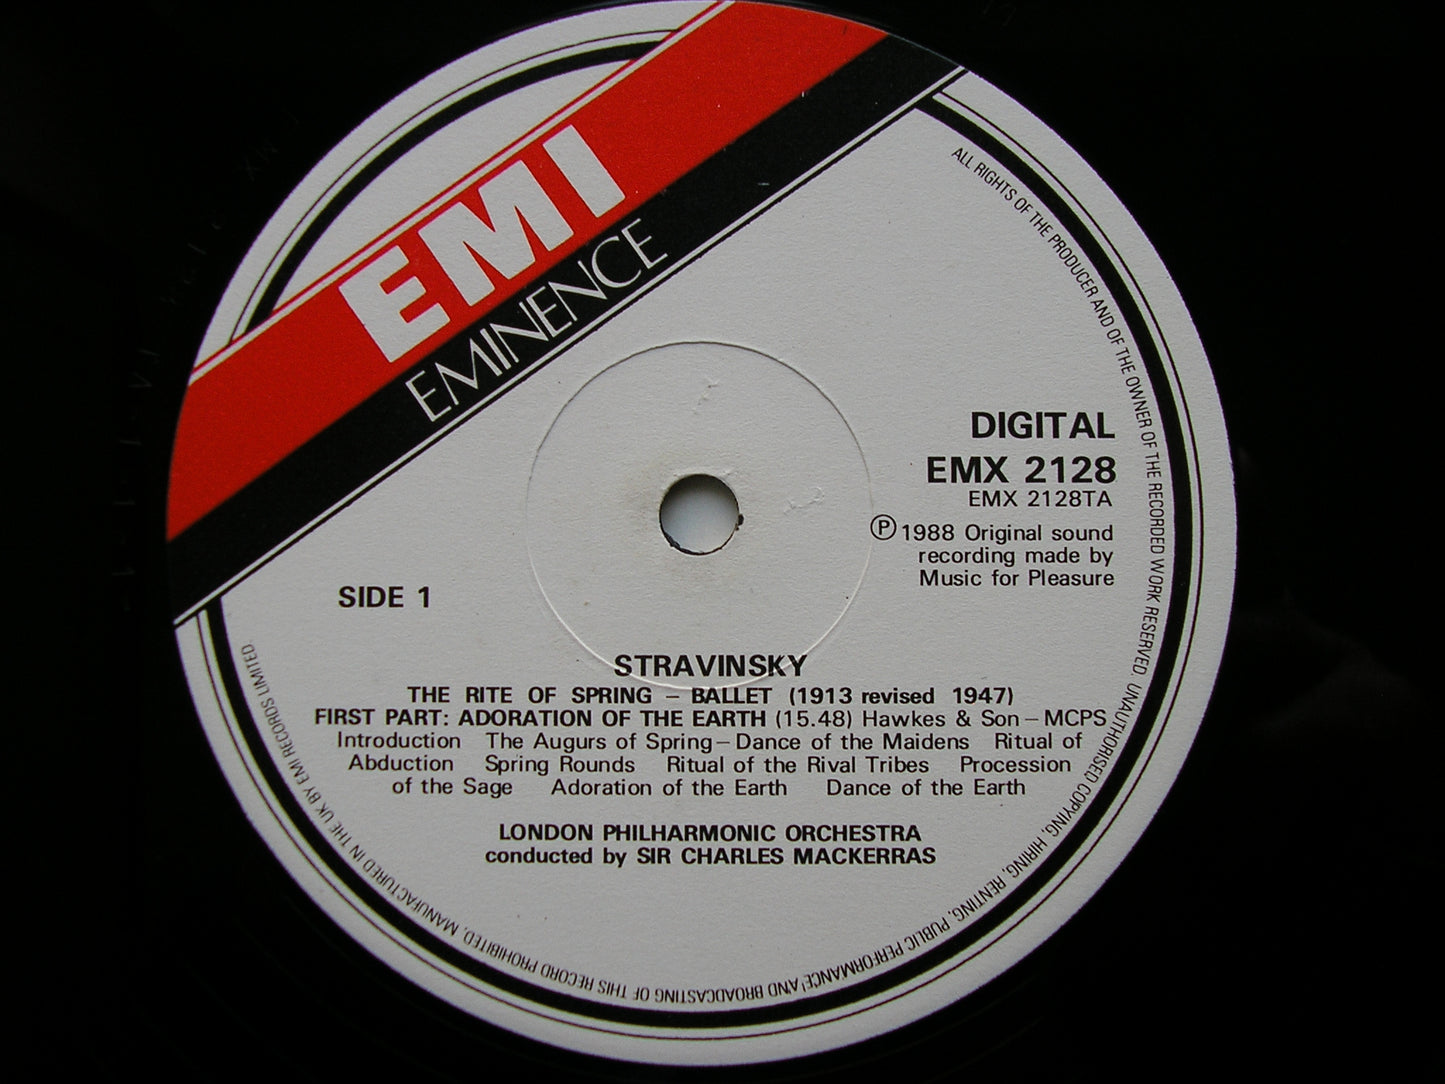 EMI
EMINENCE
DIGITAL
EMX 2128
EMX 2128TA
Ⓟ 1988 Original sound
recording made by
Music for Pleasure
SIDE 1
STRAVINSKY
THE RITE OF SPRING – BALLET (1913 revised 1947)
FIRST PART: ADORATION OF THE EARTH (15.48) Hawkes & Son – MCPS
Introduction The Augurs of Spring – Dance of the Maidens Ritual of
Abduction Spring Rounds Ritual of the Rival Tribes Procession
of the Sage Adoration of the Earth Dance of the Earth
LONDON PHILHARMONIC ORCHESTRA
conducted by SIR CHARLES MACKERRAS
ALL RIGHTS OF THE PRODUCER AND OF THE OWNER OF THE RECORDED WORK RESERVED. UNAUTHORISED COPYING, HIRING, RENTING, PUBLIC PERFORMANCE AND BROADCASTING OF THIS RECORD PROHIBITED. MANUFACTURED IN THE UK BY EMI RECORDS LIMITED.